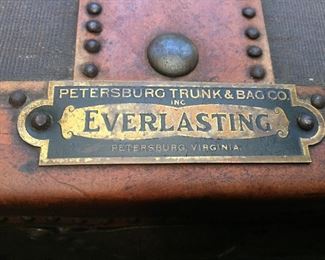 PETERSBURG TRUNK & BAG CO.
INC
EVERLASTING
PETERSBURG, VIRGINIA.